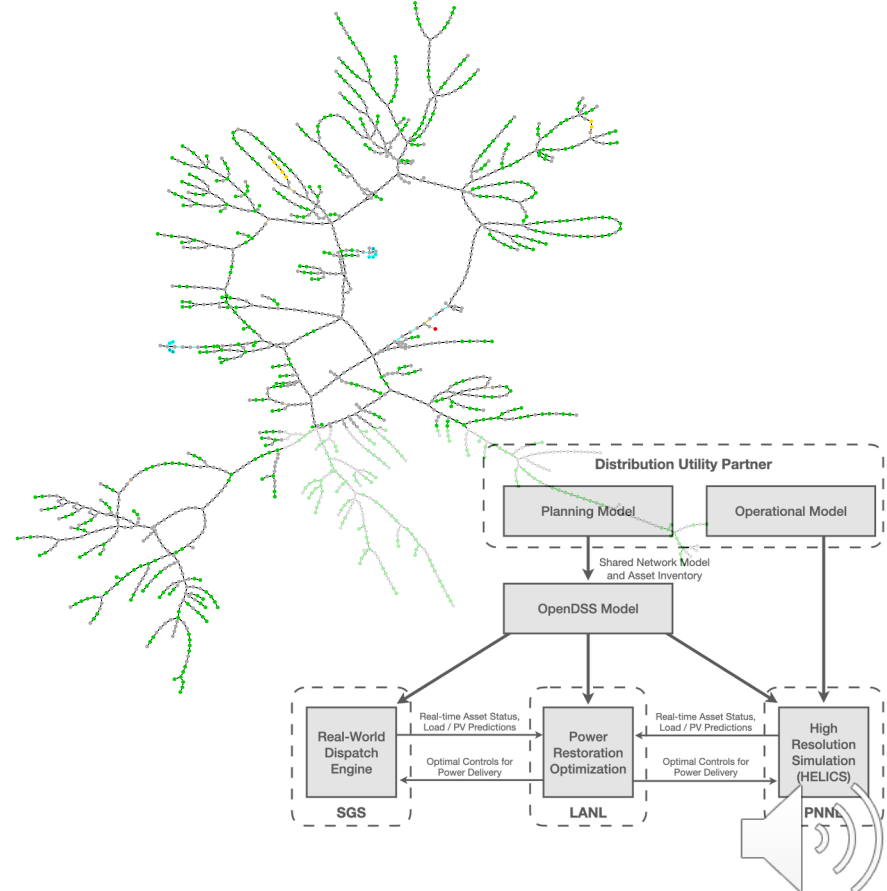 Distribution Utility Partner
Planning Model
Operational Model
Shared Network Model
and Asset Inventory
OpenDSS Model
Real-World
Dispatch
Engine
Real-time Asset Status,
Load / PV Predictions
Optimal Controls for
Power Delivery
Power
Restoration
Optimization
Real-time Asset Status,
Load / PV Predictions
Optimal Controls for
Power Delivery
High
Resolution
Simulation
(HELICS)
SGS
LANL
PNNL